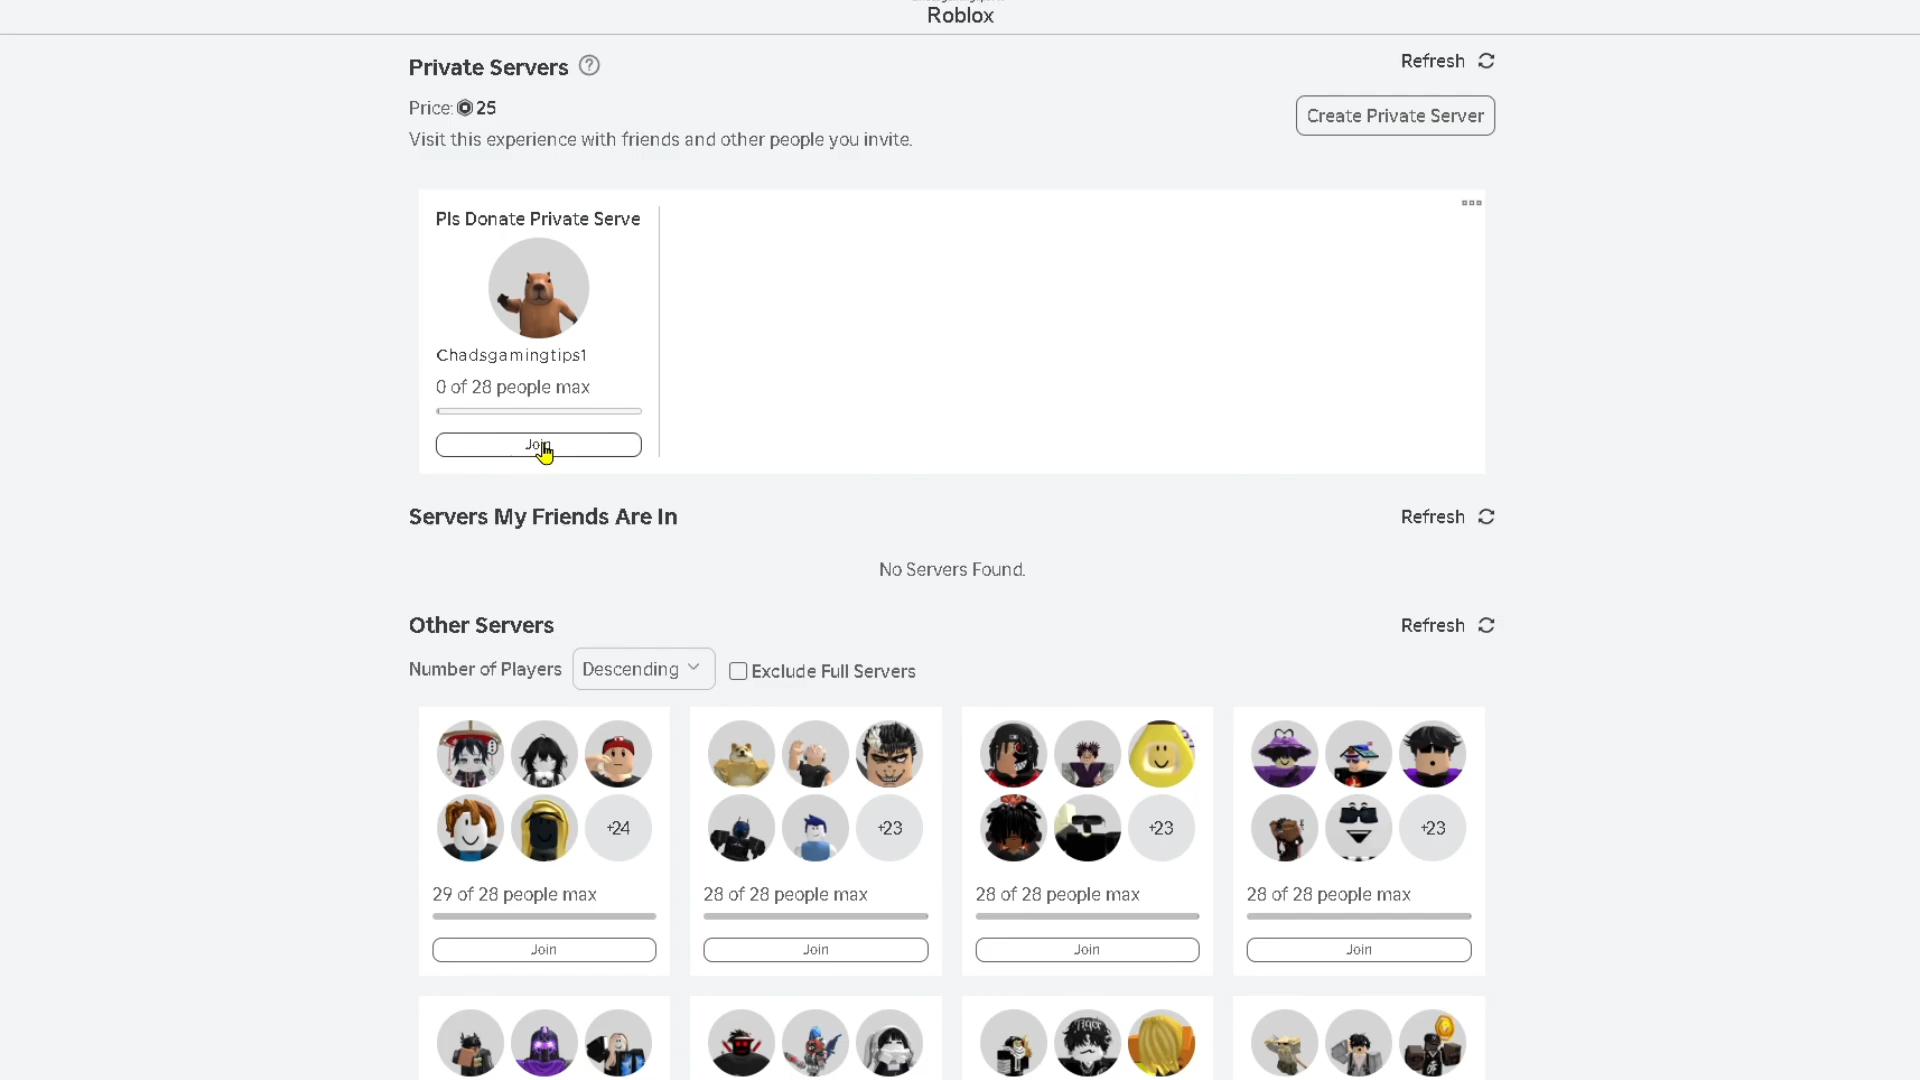 Roblox
Private Servers
Refresh
Price: 25
Create Private Server
Visit this experience with friends and other people you invite.
Pls Donate Private Serve
Chadsgamingtips1
0 of 28 people max
Join
Servers My Friends Are In
Refresh
No Servers Found.
Other Servers
Refresh
Number of Players
Descending
Exclude Full Servers
+24
+23
+23
+23
29 of 28 people max
28 of 28 people max
28 of 28 people max
28 of 28 people max
Join
Join
Join
Join